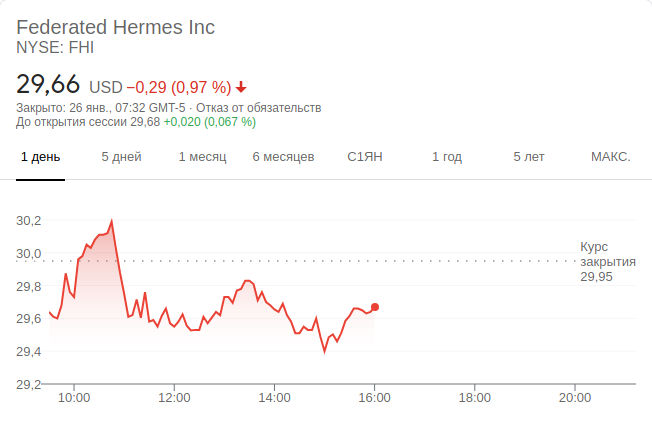 Federated Hermes Inc
NYSE: FHI
29,66 USD −0,29 (0,97 %)
Закрыто: 26 янв., 07:32 GMT-5 · Отказ от обязательств
До открытия сессии 29,68 +0,020 (0,067 %)
1 день 5 дней 1 месяц 6 месяцев С1ЯН 1 год 5 лет МАКС.
30,2
30,0
29,8
29,6
29,4
29,2
Курс
закрытия
29,95
10:00 12:00 14:00 16:00 18:00 20:00